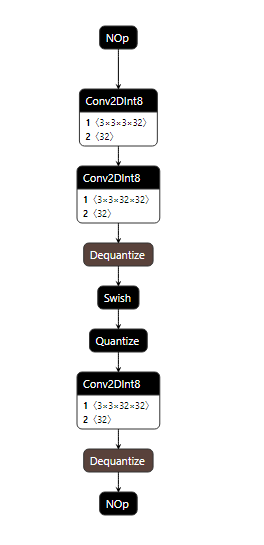 NOp
Conv2DInt8
1〈3×3×3×32〉
2〈32〉
Conv2DInt8
1〈3×3×32×32〉
2〈32〉
Dequantize
Swish
Quantize
Conv2DInt8
1〈3×3×32×32〉
2〈32〉
Dequantize
NOp